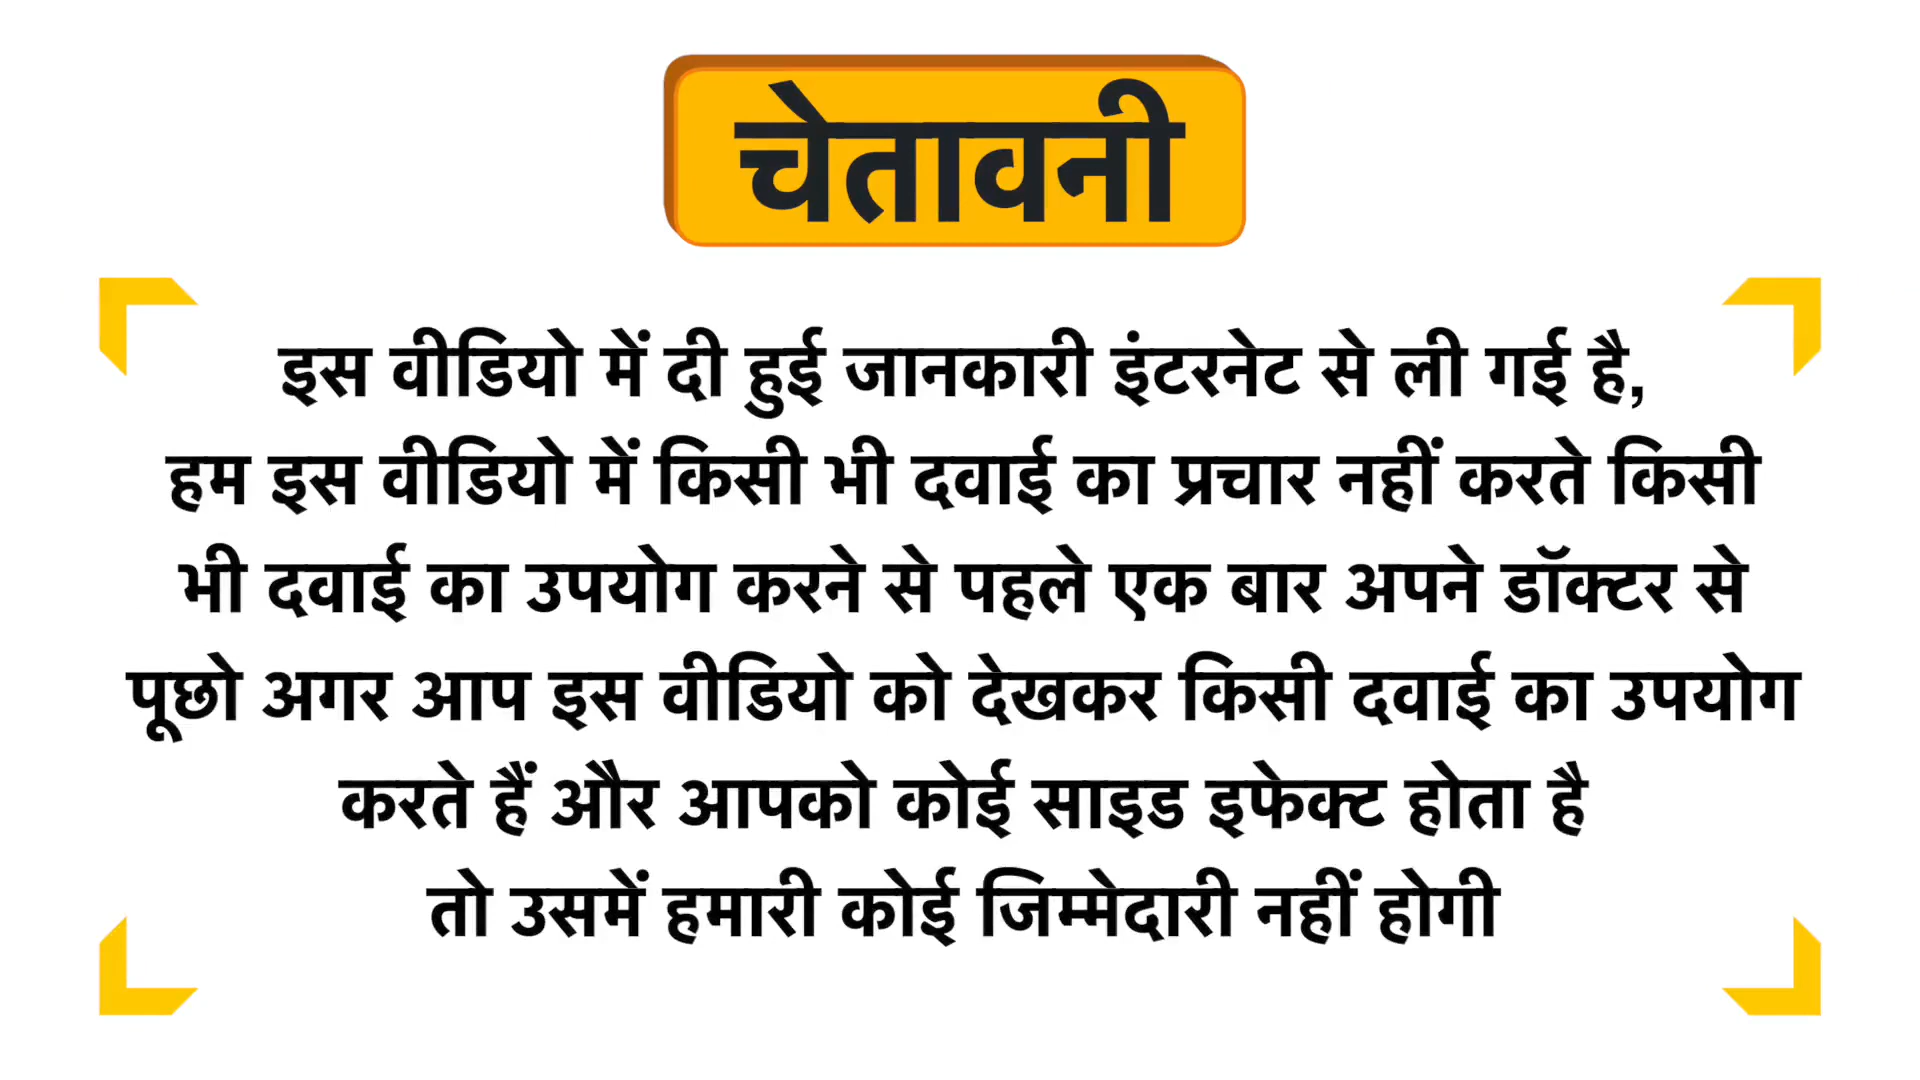 चेतावनी
इस वीडियो में दी हुई जानकारी इंटरनेट से ली गई है,
हम इस वीडियो में किसी भी दवाई का प्रचार नहीं करते किसी
भी दवाई का उपयोग करने से पहले एक बार अपने डॉक्टर से
पूछो अगर आप इस वीडियो को देखकर किसी दवाई का उपयोग
करते हैं और आपको कोई साइड इफेक्ट होता है
तो उसमें हमारी कोई जिम्मेदारी नहीं होगी